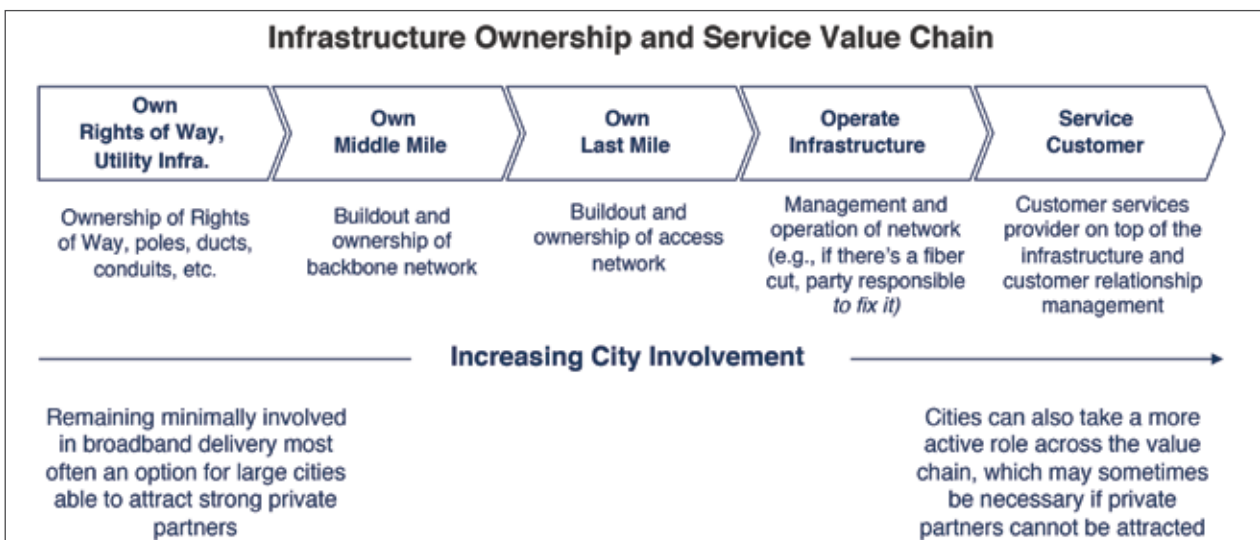 Infrastructure Ownership and Service Value Chain
Own
Rights of Way,
Utility Infra.
Own
Middle Mile
Own
Last Mile
Operate
Infrastructure
Service
Customer
Ownership of Rights
of Way, poles, ducts,
conduits, etc.
Buildout and
ownership of
backbone network
Buildout and
ownership of access
network
Management and
operation of network
(e.g., if there's a fiber
cut, party responsible
to fix it)
Customer services
provider on top of the
infrastructure and
customer relationship
management
Increasing City Involvement
Remaining minimally involved
in broadband delivery most
often an option for large cities
able to attract strong private
partners
Cities can also take a more
active role across the value
chain, which may sometimes
be necessary if private
partners cannot be attracted